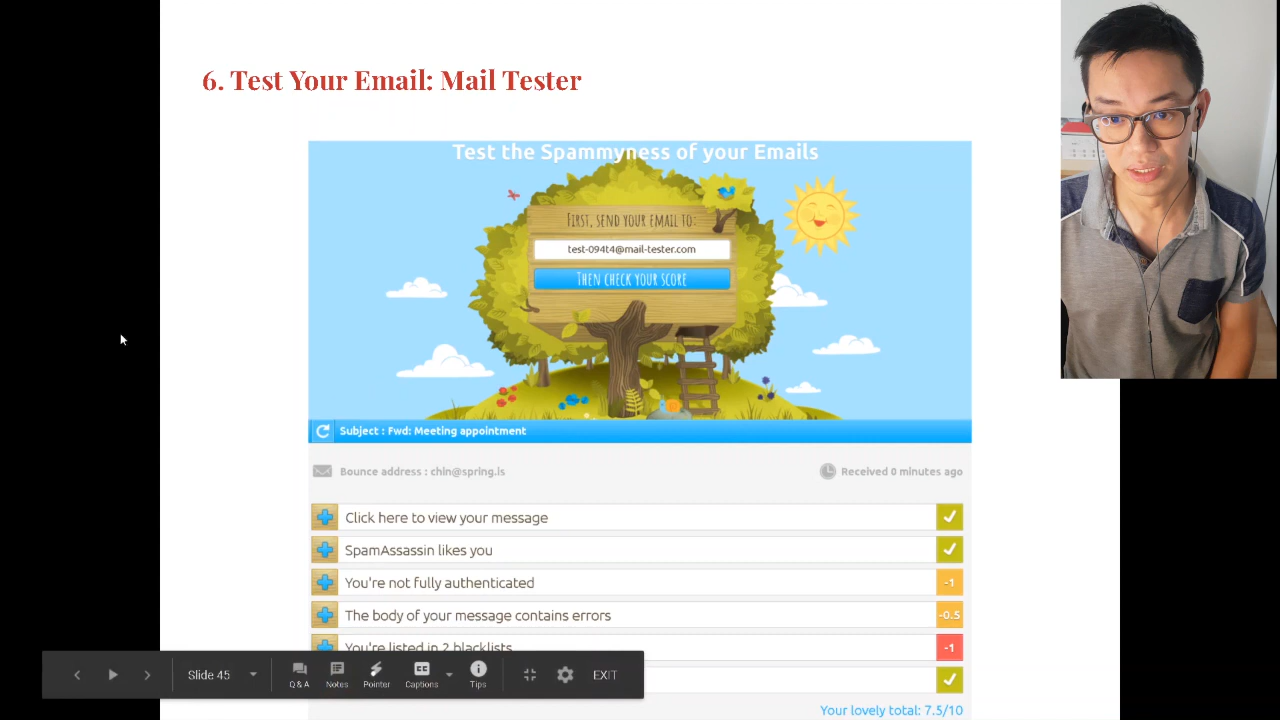 6. Test Your Email: Mail Tester
Test the Spammyness of your Emails
FIRST, SEND YOUR EMAIL TO:
test-094t4@mail-tester.com
THEN CHECK YOUR SCORE
Subject : Fwd: Meeting appointment
Bounce address : chin@spring.is
Received 0 minutes ago
Click here to view your message
SpamAssassin likes you
You're not fully authenticated
-1
The body of your message contains errors
-0.5
You're listed in 2 blacklists
-1
Slide 45
Q & A
Notes
Pointer
CC
Captions
Tips
EXIT
Your lovely total: 7.5/10